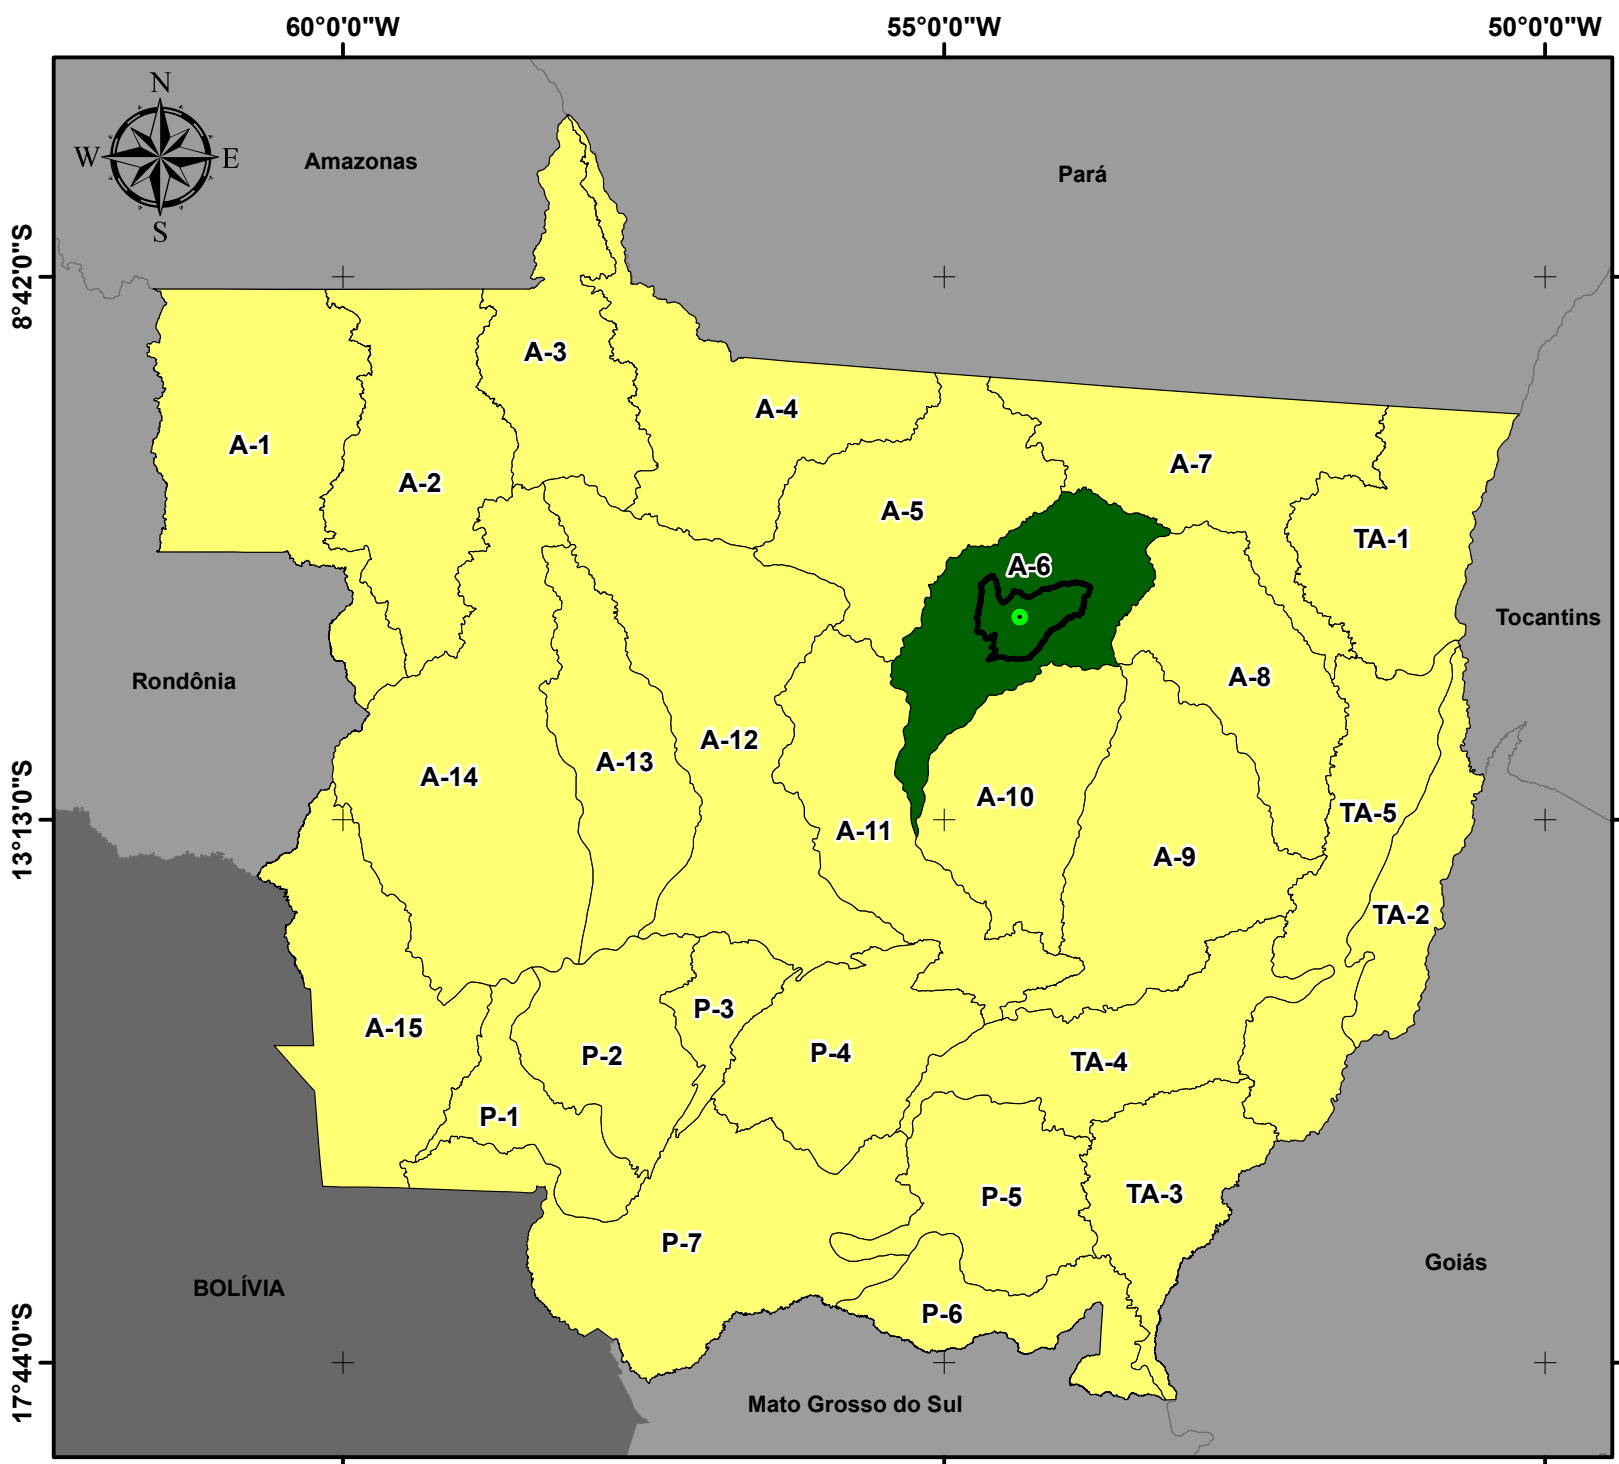 60°0'0"W
55°0'0"W
50°0'0"W
N
W
E
S
Amazonas
Pará
8°42'0"S
A-3
A-4
A-1
A-7
A-2
A-5
TA-1
A-6
Tocantins
Rondônia
A-8
A-12
A-13
A-14
A-10
TA-5
13°13'0"S
A-11
A-9
TA-2
P-3
A-15
P-4
P-2
TA-4
P-1
TA-3
P-5
P-7
Goiás
BOLÍVIA
P-6
17°44'0"S
Mato Grosso do Sul